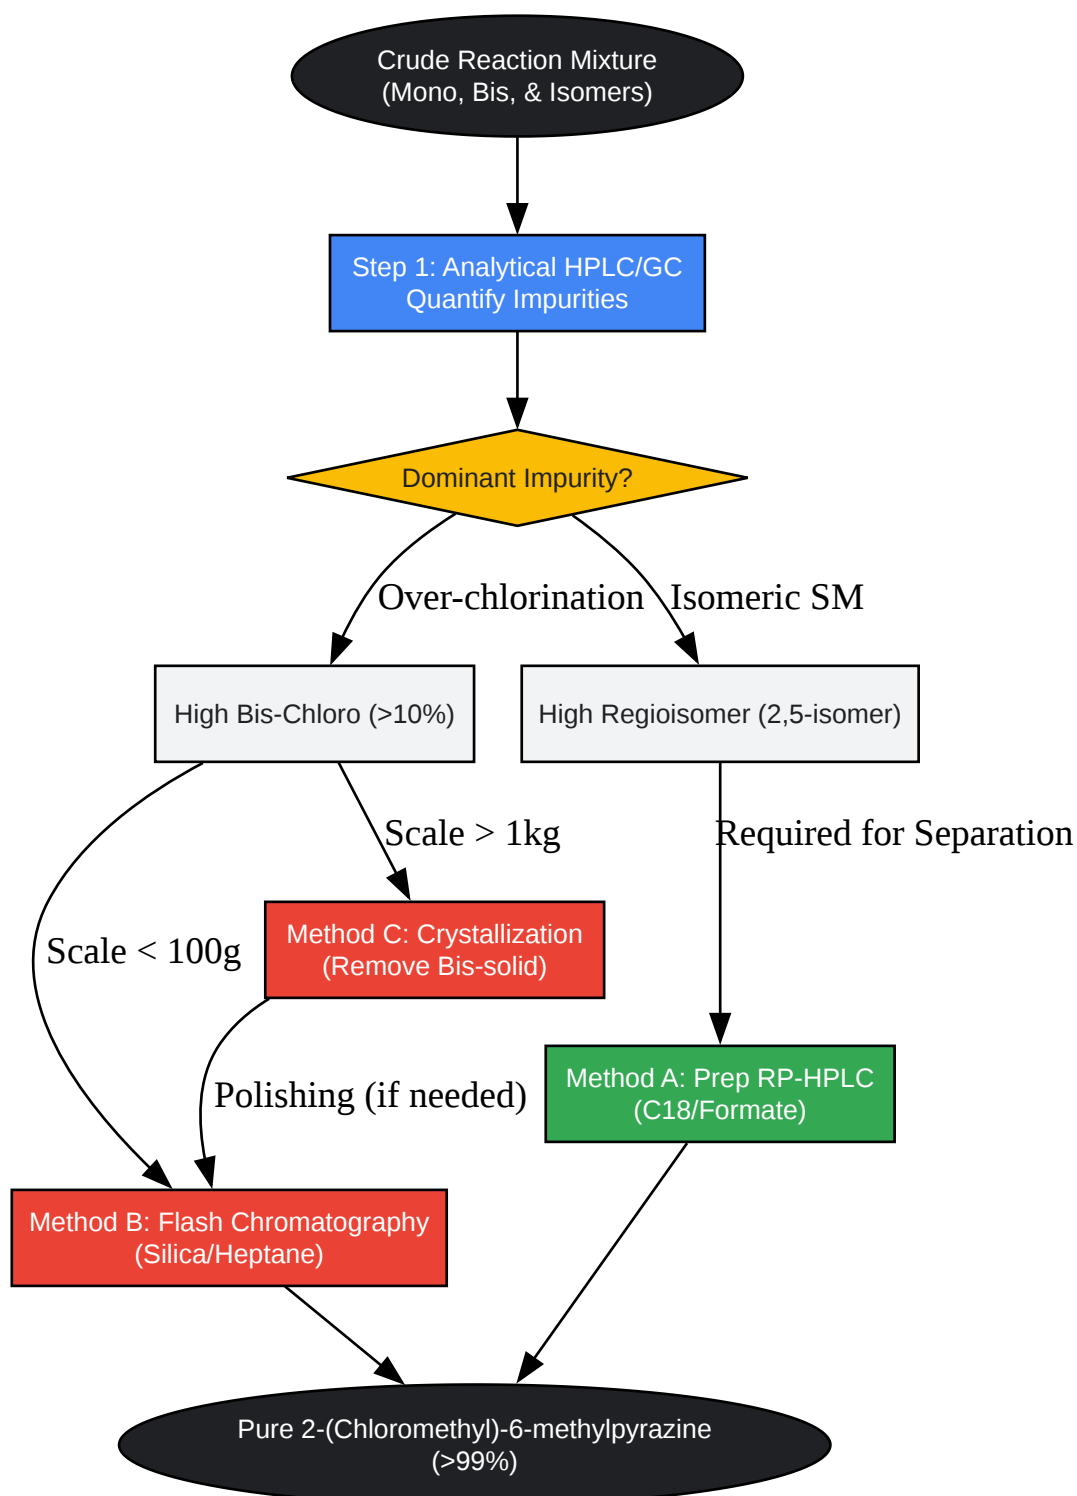 Crude Reaction Mixture
(Mono, Bis, & Isomers)
Step 1: Analytical HPLC/GC
Quantify Impurities
Dominant Impurity?
Over-chlorination
Isomeric SM
High Bis-Chloro (>10%)
High Regioisomer (2,5-isomer)
Scale > 1kg
Required for Separation
Scale < 100g
Method C: Crystallization
(Remove Bis-solid)
Polishing (if needed)
Method A: Prep RP-HPLC
(C18/Formate)
Method B: Flash Chromatography
(Silica/Heptane)
Pure 2-(Chloromethyl)-6-methylpyrazine
(>99%)